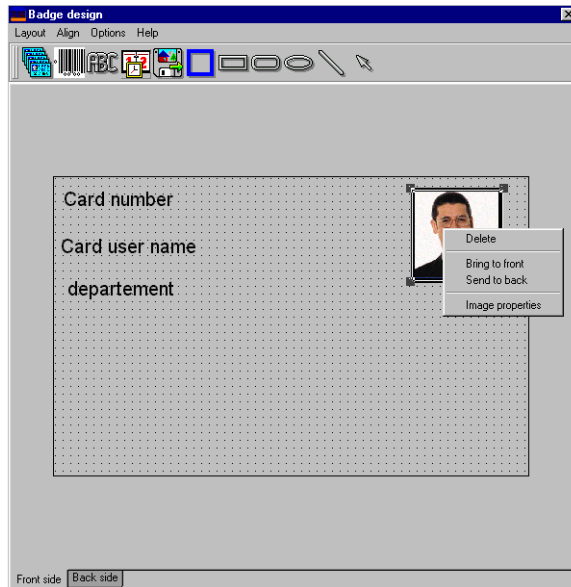 Badge design
Layout Align Options Help
ABC
Card number
Card user name
departement
Delete
Bring to front
Send to back
Image properties
Front side Back side